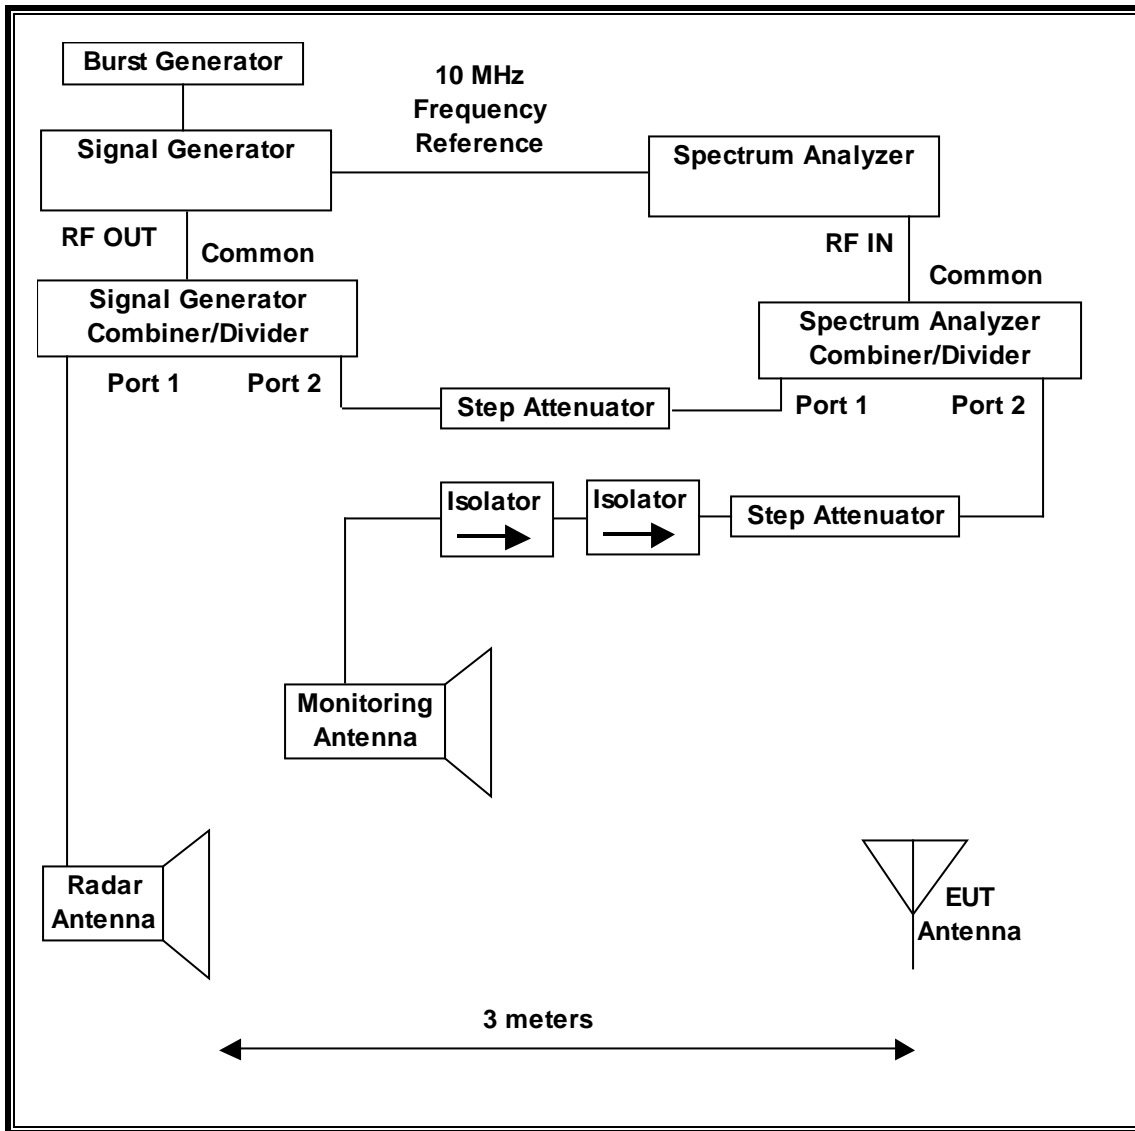 Burst Generator
10 MHz
Frequency
Reference
Signal Generator
Spectrum Analyzer
RF OUT
Common
RF IN
Common
Signal Generator
Combiner/Divider
Spectrum Analyzer
Combiner/Divider
Port 1
Port 2
Step Attenuator
Port 1
Port 2
Isolator
Isolator
Step Attenuator
Monitoring
Antenna
Radar
Antenna
EUT
Antenna
3 meters